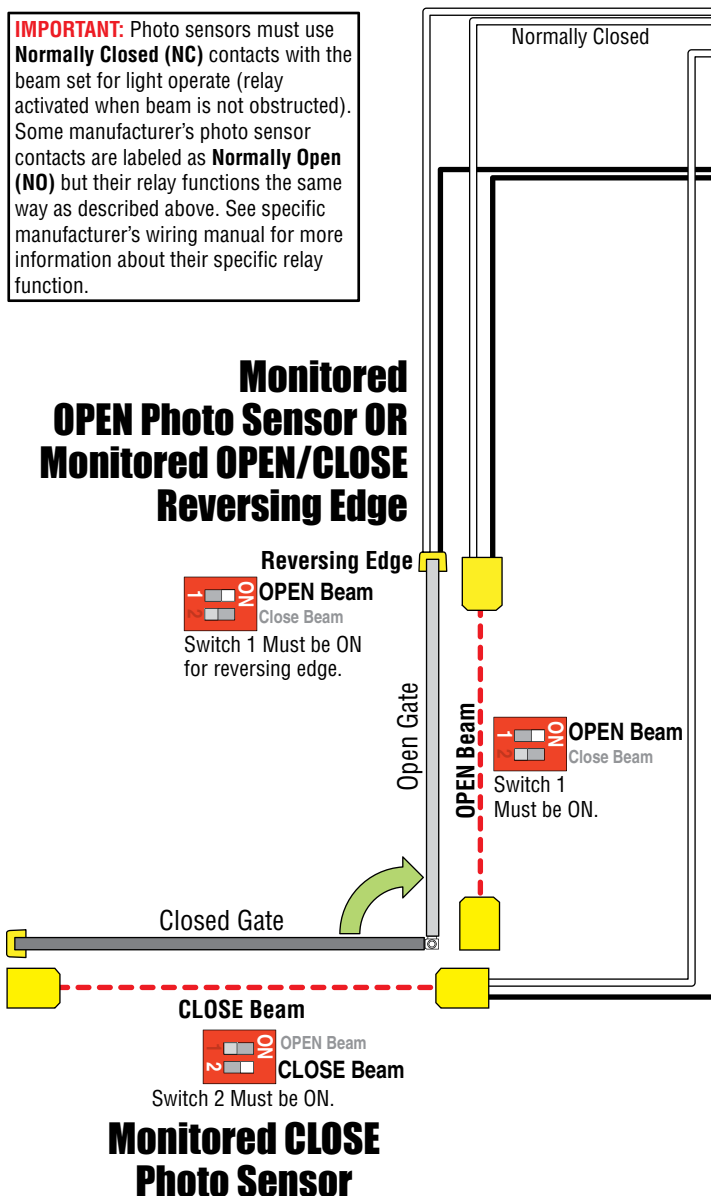 IMPORTANT: Photo sensors must use
Normally Closed (NC) contacts with the
beam set for light operate (relay
activated when beam is not obstructed).
Some manufacturer's photo sensor
contacts are labeled as Normally Open
(NO) but their relay functions the same
way as described above. See specific
manufacturer's wiring manual for more
information about their specific relay
function.
Normally Closed
Monitored
OPEN Photo Sensor OR
Monitored OPEN/CLOSE
Reversing Edge
Reversing Edge
1 2 ON
OPEN Beam
Close Beam
Switch 1 Must be ON
for reversing edge.
Open Gate
OPEN Beam
1 2 ON
OPEN Beam
Close Beam
Switch 1
Must be ON.
Closed Gate
CLOSE Beam
1 2 ON
OPEN Beam
CLOSE Beam
Switch 2 Must be ON.
Monitored CLOSE
Photo Sensor